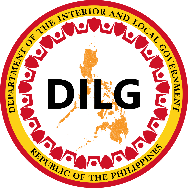 DEPARTMENT OF THE INTERIOR AND LOCAL GOVERNMENT
DILG
REPUBLIC OF THE PHILIPPINES